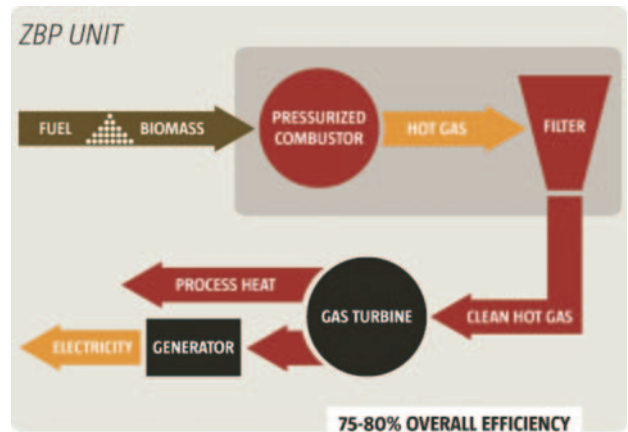 ZBP UNIT
FUEL BIOMASS
PRESSURIZED
COMBUSTOR
HOT GAS
FILTER
PROCESS HEAT
GAS TURBINE
CLEAN HOT GAS
ELECTRICITY
GENERATOR
75-80% OVERALL EFFICIENCY